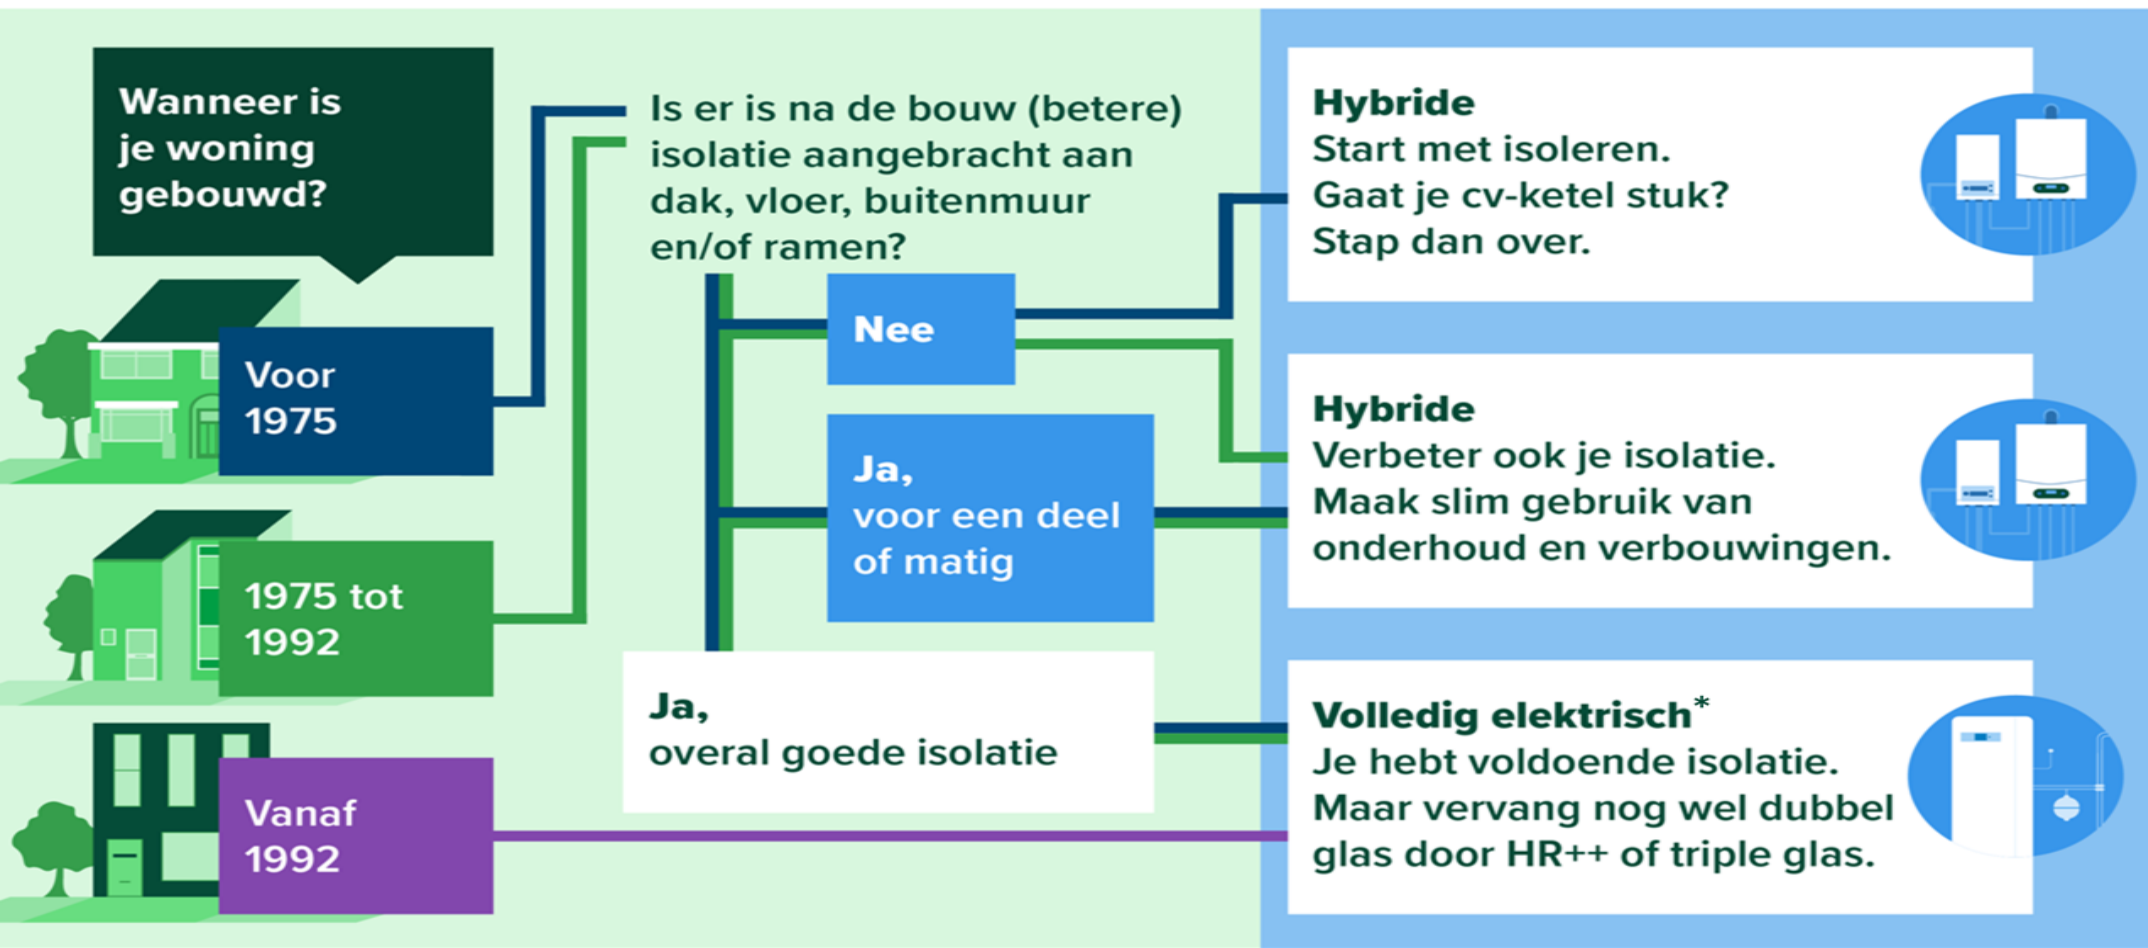 Wanneer is
je woning
gebouwd?
Voor
1975
1975 tot
1992
Vanaf
1992
Is er is na de bouw (betere)
isolatie aangebracht aan
dak, vloer, buitenmuur
en/of ramen?
Nee
Ja,
voor een deel
of matig
Ja,
overal goede isolatie
Hybride
Start met isoleren.
Gaat je cv-ketel stuk?
Stap dan over.
Hybride
Verbeter ook je isolatie.
Maak slim gebruik van
onderhoud en verbouwingen.
Volledig elektrisch*
Je hebt voldoende isolatie.
Maar vervang nog wel dubbel
glas door HR++ of triple glas.